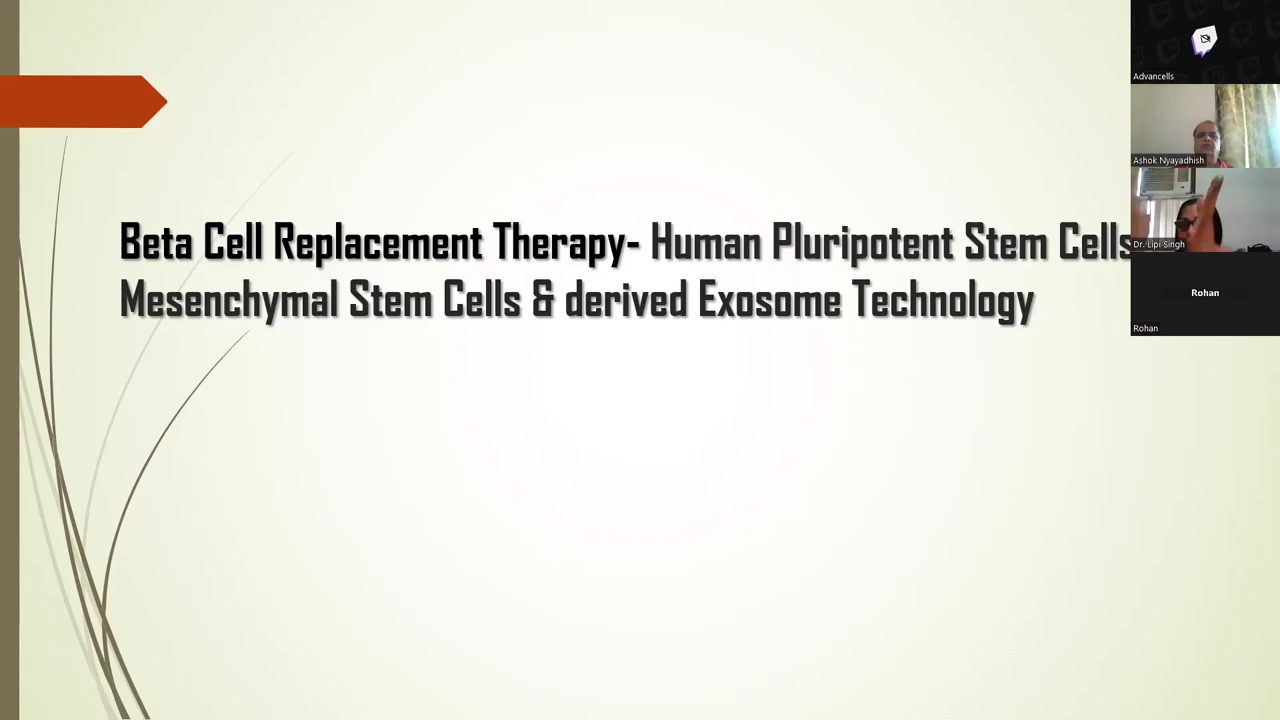 Beta Cell Replacement Therapy- Human Pluripotent Stem Cells
Mesenchymal Stem Cells & derived Exosome Technology
Advancells
Ashok Nyayadhish
Dr. Lipi Singh
Rohan
Rohan